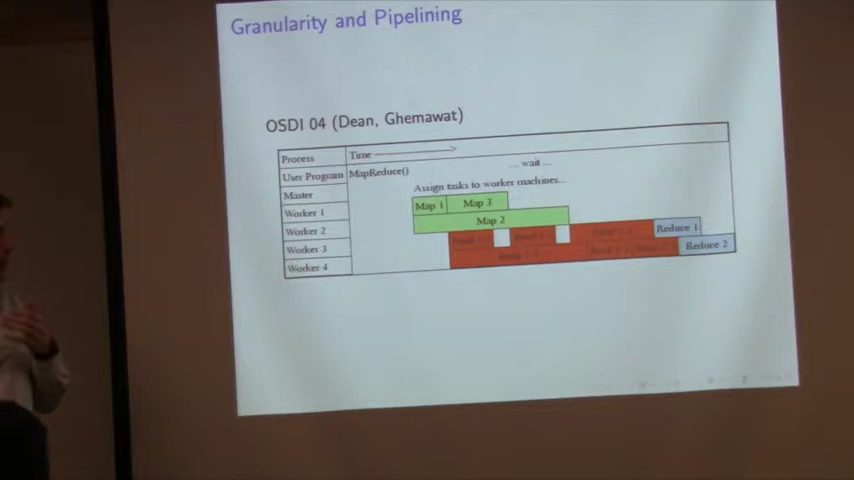 Granularity and Pipelining
OSDI 04 (Dean, Ghemawat)
Process Time
User Program MapReduce() ... wait ...
Master Assign tasks to worker machines...
Worker 1 Map 1 Map 3
Worker 2 Map 2
Worker 3 Reduce 1
Worker 4 Reduce 2